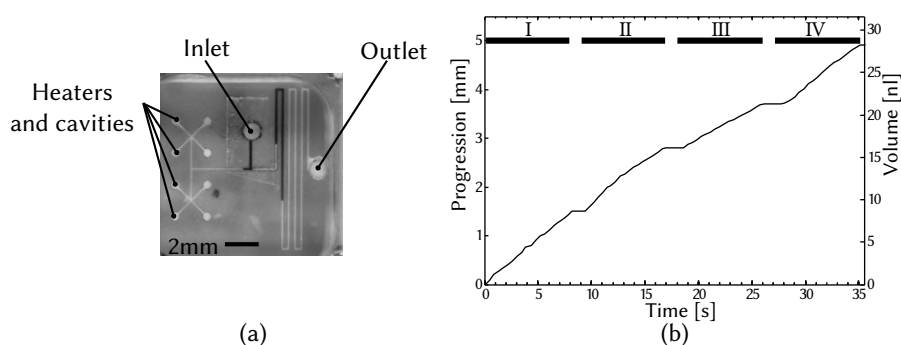 Inlet
Outlet
Heaters
and cavities
2mm
(a)
I II III IV
Progression [mm]
5
4
3
2
1
0
Volume [nl]
30
25
20
15
10
5
0
0 5 10 15 20 25 30 35
Time [s]
(b)